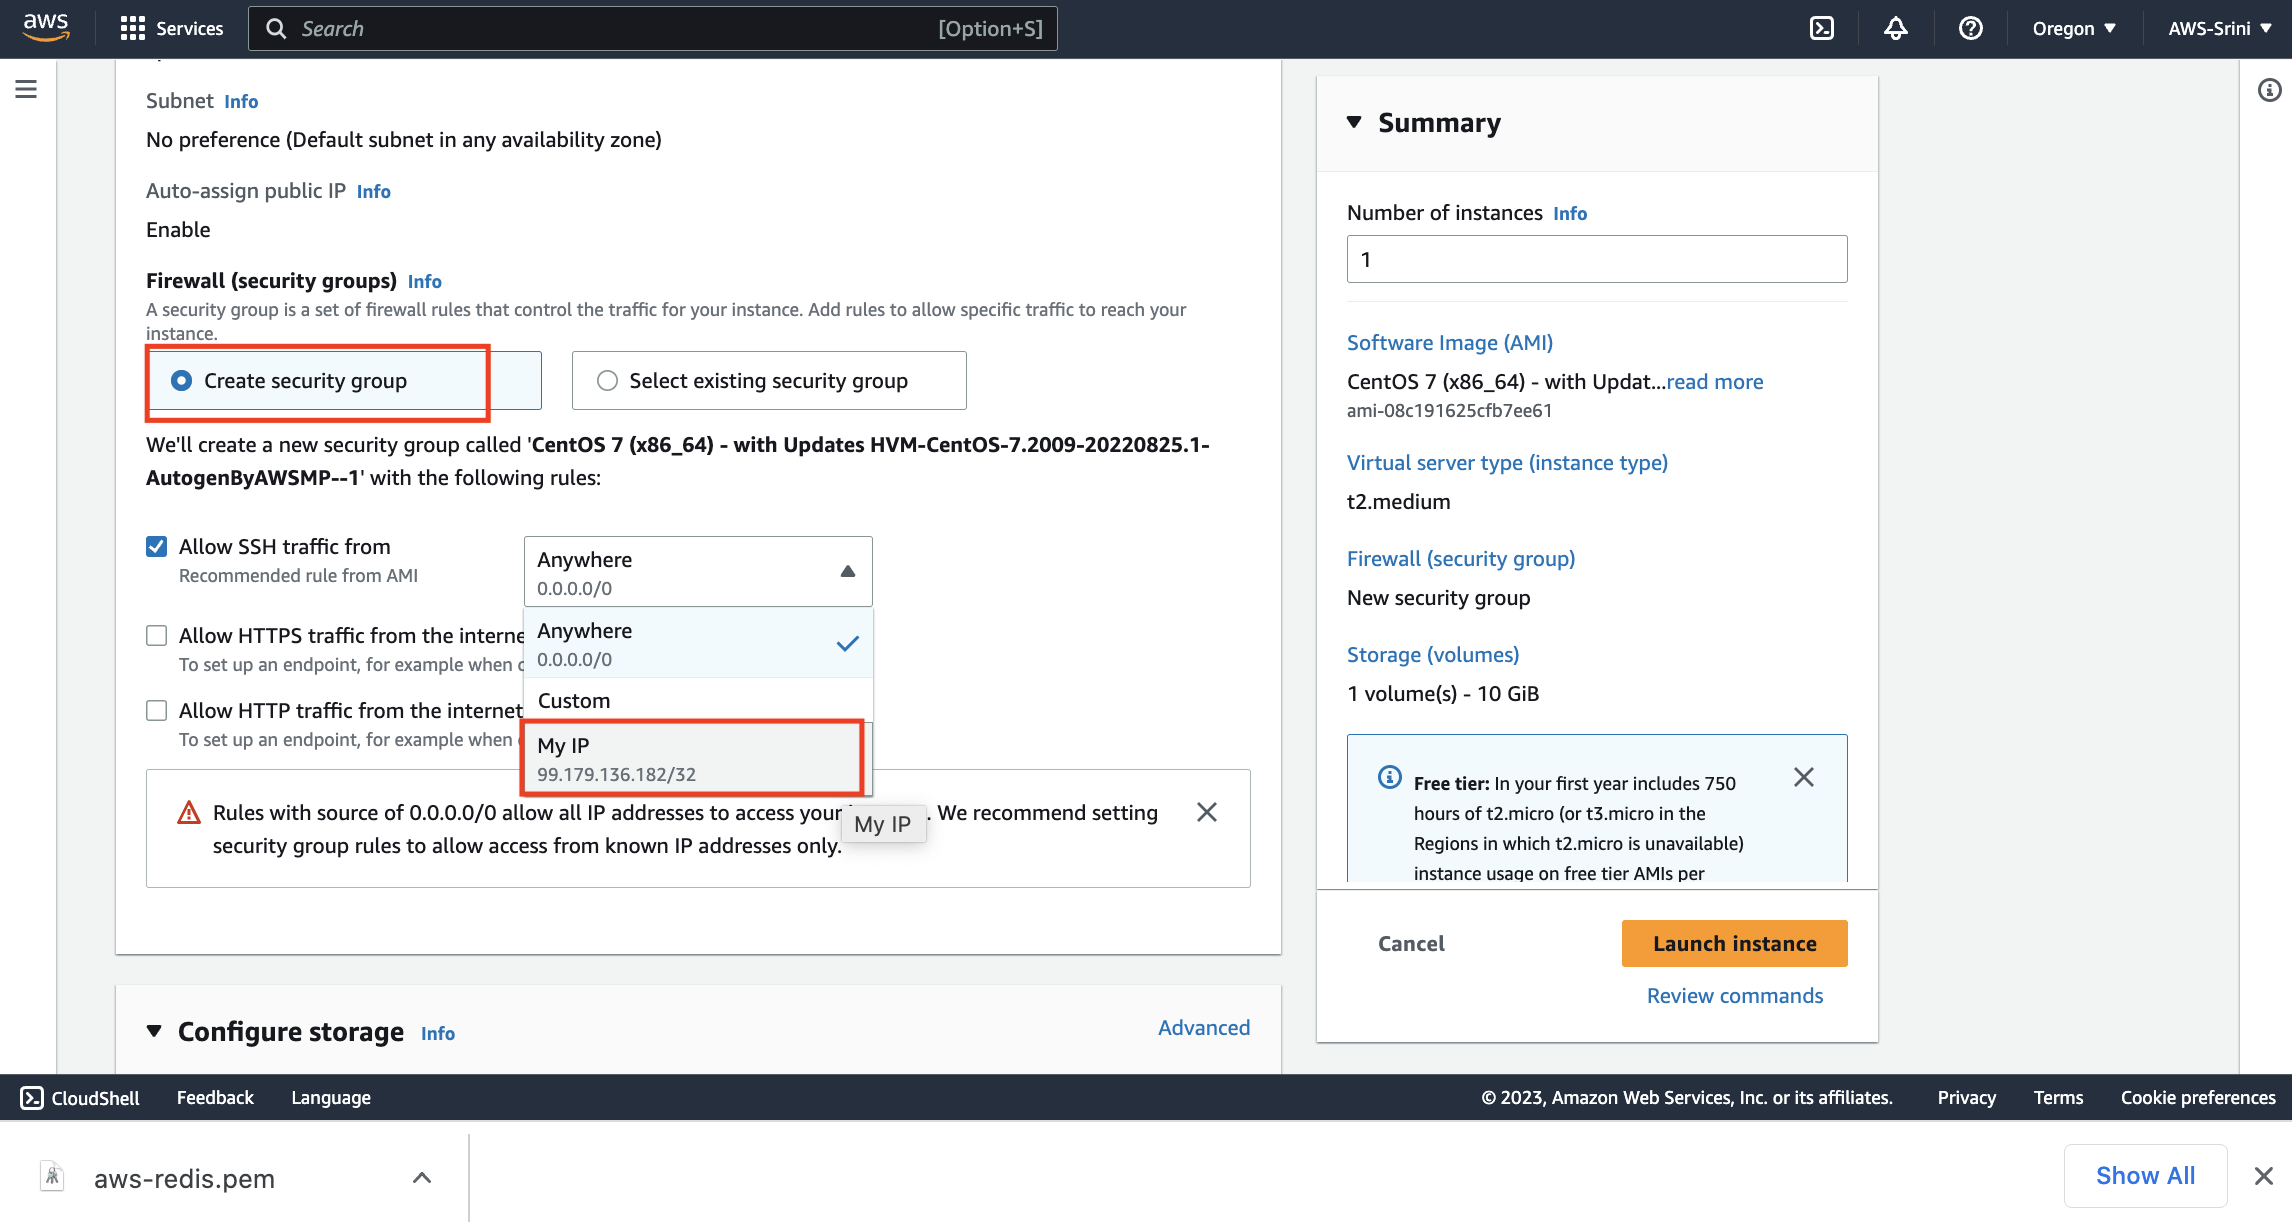 aws
Services
Search
[Option+S]
Oregon ▼
AWS-Srini ▼
Subnet Info
No preference (Default subnet in any availability zone)
Auto-assign public IP Info
Enable
Firewall (security groups) Info
A security group is a set of firewall rules that control the traffic for your instance. Add rules to allow specific traffic to reach your
instance.
Create security group
Select existing security group
We'll create a new security group called 'CentOS 7 (x86_64) - with Updates HVM-CentOS-7.2009-20220825.1-
AutogenByAWSMP--1' with the following rules:
Allow SSH traffic from
Recommended rule from AMI
Anywhere
0.0.0.0/0
Anywhere
0.0.0.0/0
Custom
My IP
99.179.136.182/32
My IP
Allow HTTPS traffic from the interne
To set up an endpoint, for example when
Allow HTTP traffic from the internet
To set up an endpoint, for example when
Rules with source of 0.0.0.0/0 allow all IP addresses to access your . We recommend setting
security group rules to allow access from known IP addresses only.
Configure storage Info
Advanced
Summary
Number of instances Info
1
Software Image (AMI)
CentOS 7 (x86_64) - with Updat...read more
ami-08c191625cfb7ee61
Virtual server type (instance type)
t2.medium
Firewall (security group)
New security group
Storage (volumes)
1 volume(s) - 10 GiB
Free tier: In your first year includes 750
hours of t2.micro (or t3.micro in the
Regions in which t2.micro is unavailable)
instance usage on free tier AMIs per
Cancel
Launch instance
Review commands
CloudShell
Feedback
Language
© 2023, Amazon Web Services, Inc. or its affiliates.
Privacy
Terms
Cookie preferences
aws-redis.pem
Show All